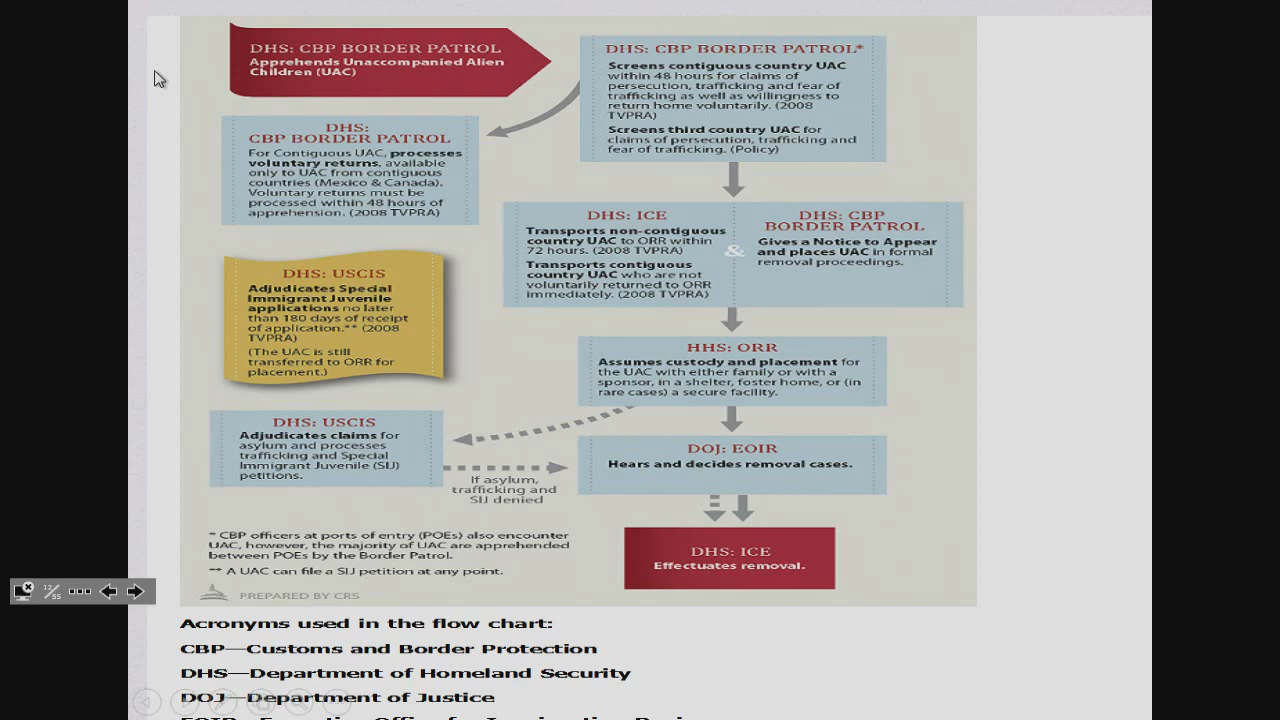 DHS: CBP BORDER PATROL
Apprehends Unaccompanied Alien
Children (UAC)
DHS: CBP BORDER PATROL*
Screens contiguous country UAC
within 48 hours for claims of
persecution, trafficking and fear of
trafficking as well as willingness to
return home voluntarily. (2008
TVPRA)
Screens third country UAC for
claims of persecution, trafficking and
fear of trafficking. (Policy)
DHS:
CBP BORDER PATROL
For Contiguous UAC, processes
voluntary returns, available
only to UAC from contiguous
countries (Mexico & Canada).
Voluntary returns must be
processed within 48 hours of
apprehension. (2008 TVPRA)
DHS: ICE
Transports non-contiguous
country UAC to ORR within
72 hours. (2008 TVPRA)
Transports contiguous
country UAC who are not
voluntarily returned to ORR
immediately. (2008 TVPRA)
&
DHS: CBP
BORDER PATROL
Gives a Notice to Appear
and places UAC in formal
removal proceedings.
DHS: USCIS
Adjudicates Special
Immigrant Juvenile
applications no later
than 180 days of receipt
of application.** (2008
TVPRA)
(The UAC is still
transferred to ORR for
placement.)
HHS: ORR
Assumes custody and placement for
the UAC with either family or with a
sponsor, in a shelter, foster home, or (in
rare cases) a secure facility.
DHS: USCIS
Adjudicates claims for
asylum and processes
trafficking and Special
Immigrant Juvenile (SIJ)
petitions.
If asylum,
trafficking and
SIJ denied
DOJ: EOIR
Hears and decides removal cases.
DHS: ICE
Effectuates removal.
* CBP officers at ports of entry (POEs) also encounter
UAC, however, the majority of UAC are apprehended
between POEs by the Border Patrol.
** A UAC can file a SIJ petition at any point.
PREPARED BY CRS
17/55
Acronyms used in the flow chart:
CBP—Customs and Border Protection
DHS—Department of Homeland Security
DOJ—Department of Justice